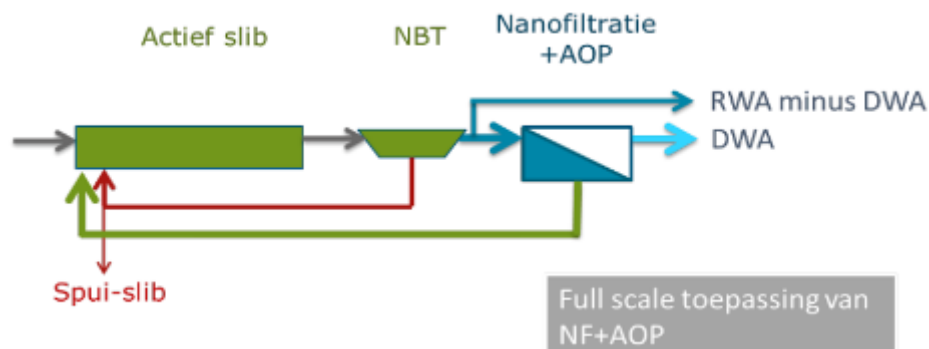 Actief slib
NBT
Nanofiltratie
+AOP
RWA minus DWA
DWA
Spui-slib
Full scale toepassing van
NF+AOP